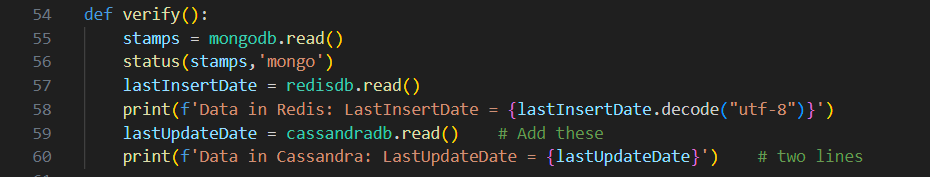 54 def verify():
55 stamps = mongodb.read()
56 status(stamps,'mongo')
57 lastInsertDate = redisdb.read()
58 print(f'Data in Redis: LastInsertDate = {lastInsertDate.decode("utf-8")}')
59 lastUpdateDate = cassandradb.read() # Add these
60 print(f'Data in Cassandra: LastUpdateDate = {lastUpdateDate}') # two lines